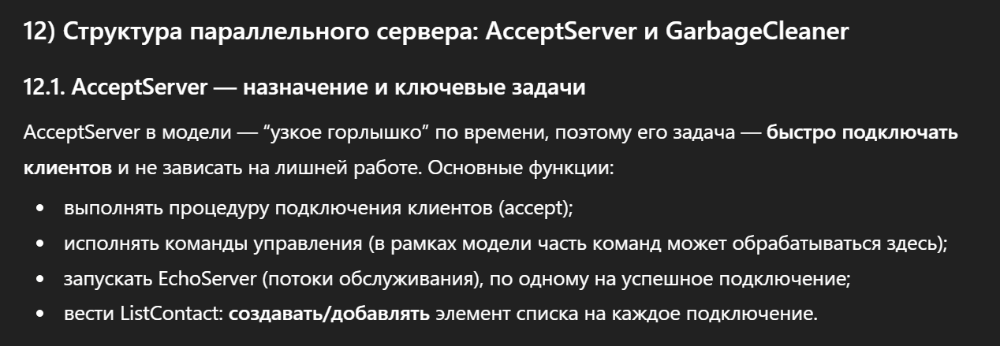 12) Структура параллельного сервера: AcceptServer и GarbageCleaner
12.1. AcceptServer — назначение и ключевые задачи
AcceptServer в модели — “узкое горлышко” по времени, поэтому его задача — быстро подключать
клиентов и не зависать на лишней работе. Основные функции:
• выполнять процедуру подключения клиентов (accept);
• исполнять команды управления (в рамках модели часть команд может обрабатываться здесь);
• запускать EchoServer (потоки обслуживания), по одному на успешное подключение;
• вести ListContact: создавать/добавлять элемент списка на каждое подключение.